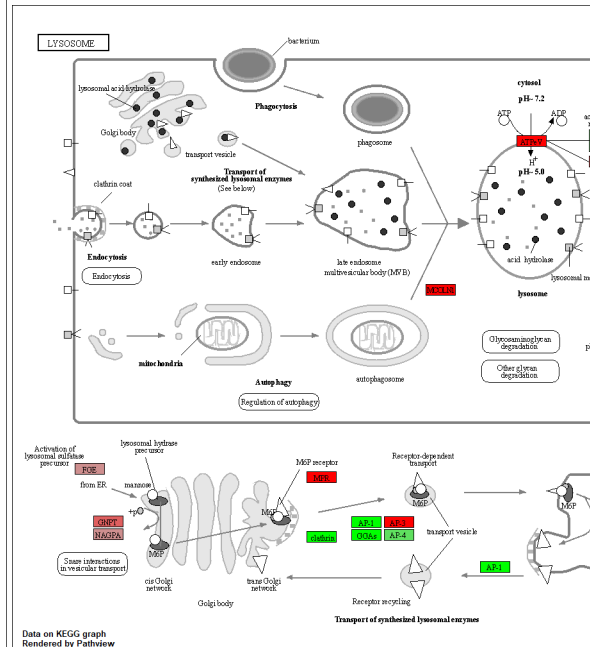 LYSOSOME
bacterium
cytosol
lysosomal acid hydrolase
pH~ 7.2
Phagocytosis
ATP
ADP
Golgi body
phagosome
ATPeV
transport vesicle
H+
Transport of
synthesized lysosomal enzymes
(See below)
pH~ 5.0
clathrin coat
Endocytosis
early endosome
late endosome
multivesicular body (MVB)
acid hydrolase
Endocytosis
lysosomal m
MCOLN1
lysosome
Glycosaminoglycan
degradation
mitochondria
Other glycan
degradation
Autophagy
autophagosome
Regulation of autophagy
Activation of
lysosomal sulfatase
precursor
lysosomal hydrase
precursor
FGE
M6P receptor
MPR
Receptor-dependent
transport
from ER
mannose
M6P
M6P
+p
GNPT
NAGPA
M6P
clathrin
AP-1
AP-3
GGAs
AP-4
transport vesicle
Snare interactions
in vesicular transport
cis Golgi
network
trans Golgi
network
AP-1
Golgi body
Receptor recycling
Transport of synthesized lysosomal enzymes
Data on KEGG graph
Rendered by Pathview